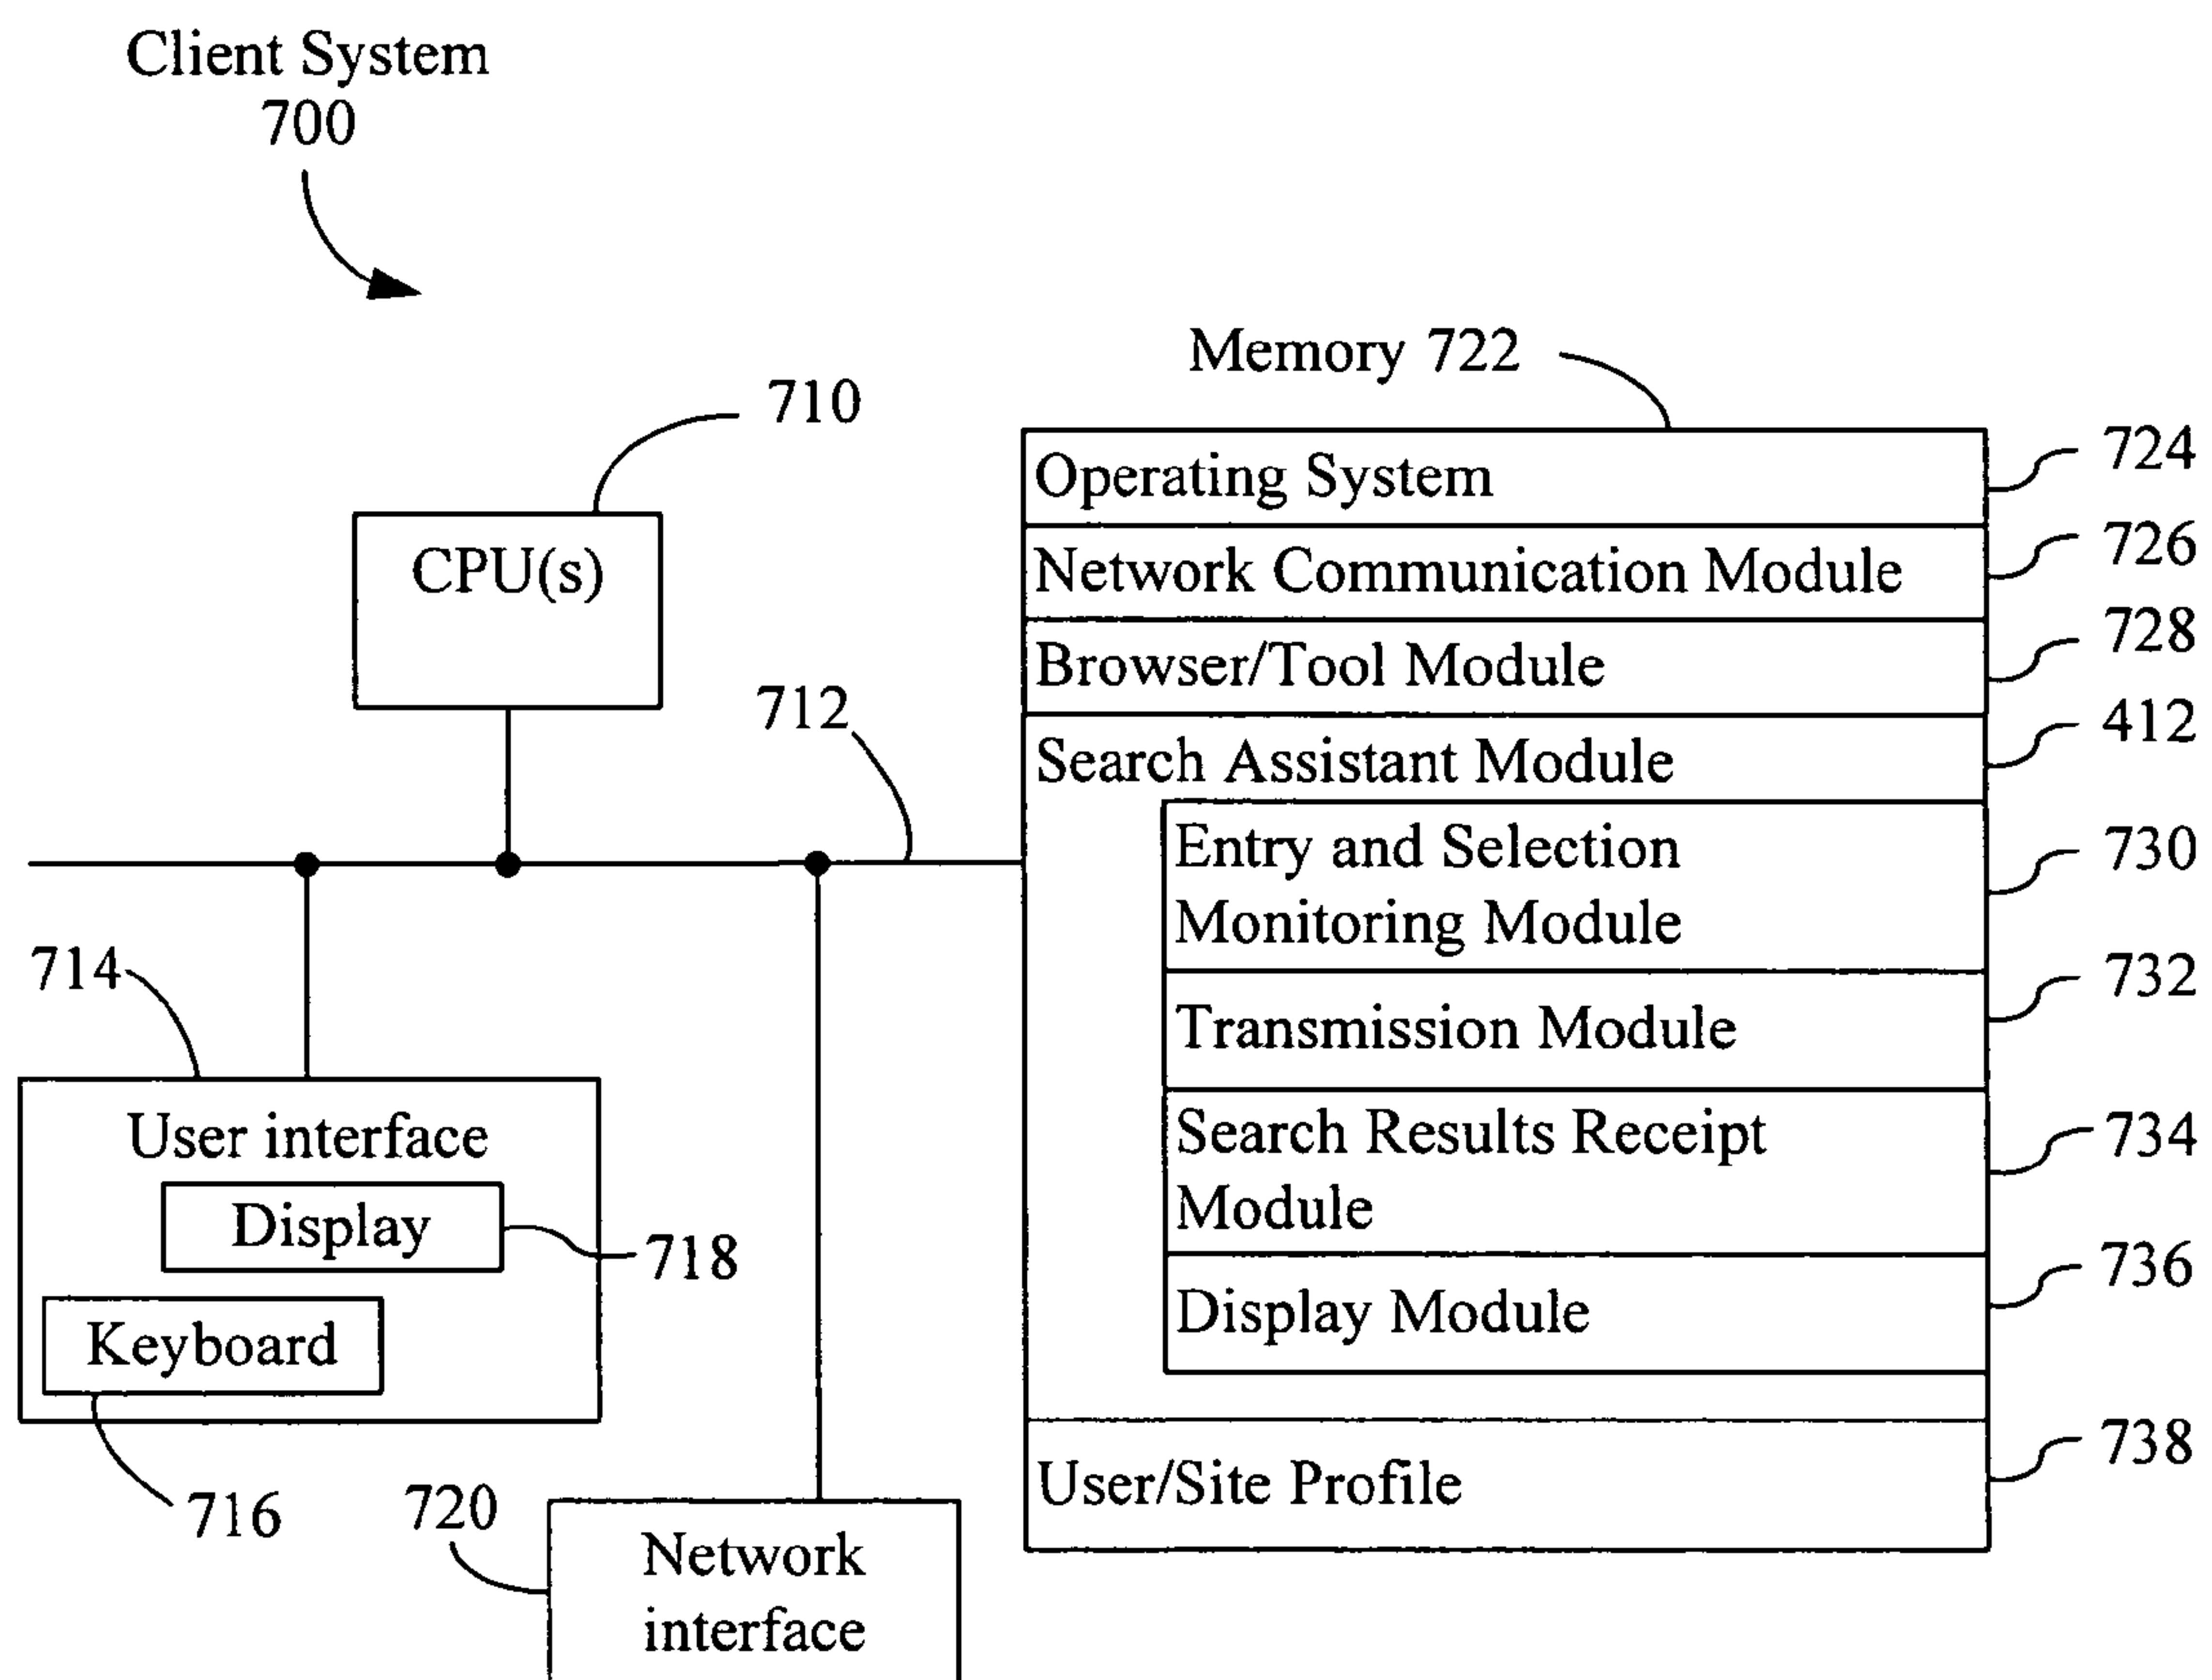 Client System
700
Memory 722
710
CPU(s)
712
714
User interface
Display
718
Keyboard
716
720
Network
interface
Operating System
724
Network Communication Module
726
Browser/Tool Module
728
Search Assistant Module
412
Entry and Selection
Monitoring Module
730
Transmission Module
732
Search Results Receipt
Module
734
Display Module
736
User/Site Profile
738